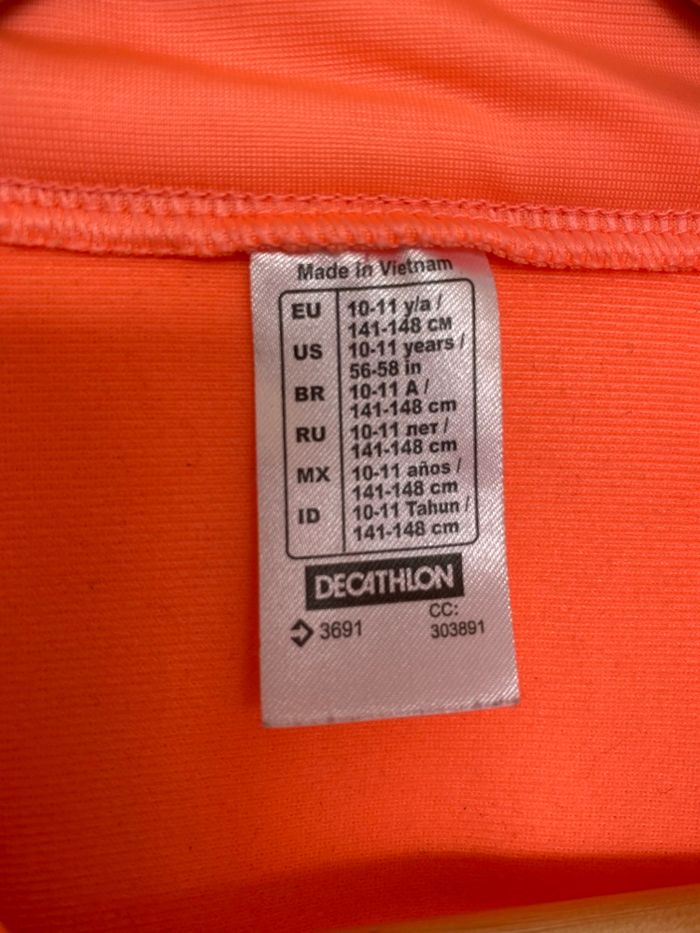 Made in Vietnam
EU 10-11 y/a /
141-148 CM
US 10-11 years /
56-58 in
BR 10-11 A /
141-148 cm
RU 10-11 лет /
141-148 cm
MX 10-11 años /
141-148 cm
ID 10-11 Tahun /
141-148 cm
DECATHLON
3691 CC:
303891